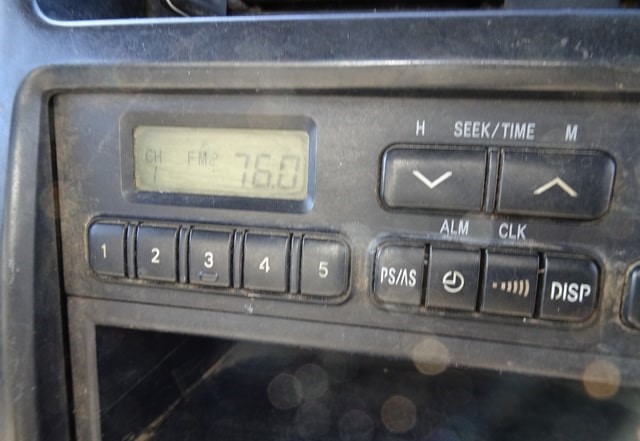 H SEEK/TIME M
CH FM2 76.0
1
ALM CLK
1 2 3 4 5
PS/AS DISP